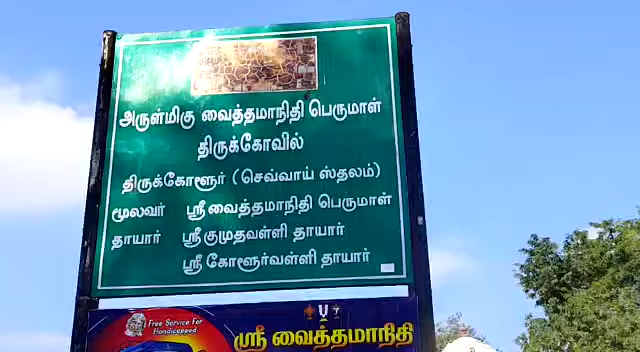 அருள்மிகு வைத்தமாநிதி பெருமாள்
திருக்கோவில்
திருக்கோளூர் (செவ்வாய் ஸ்தலம்)
மூலவர் ஸ்ரீ வைத்தமாநிதி பெருமாள்
தாயார் ஸ்ரீ குமுதவள்ளி தாயார்
ஸ்ரீ கோளூர்வள்ளி தாயார்
Free Service For
Handicapped
ஸ்ரீ வைத்தமாநிதி